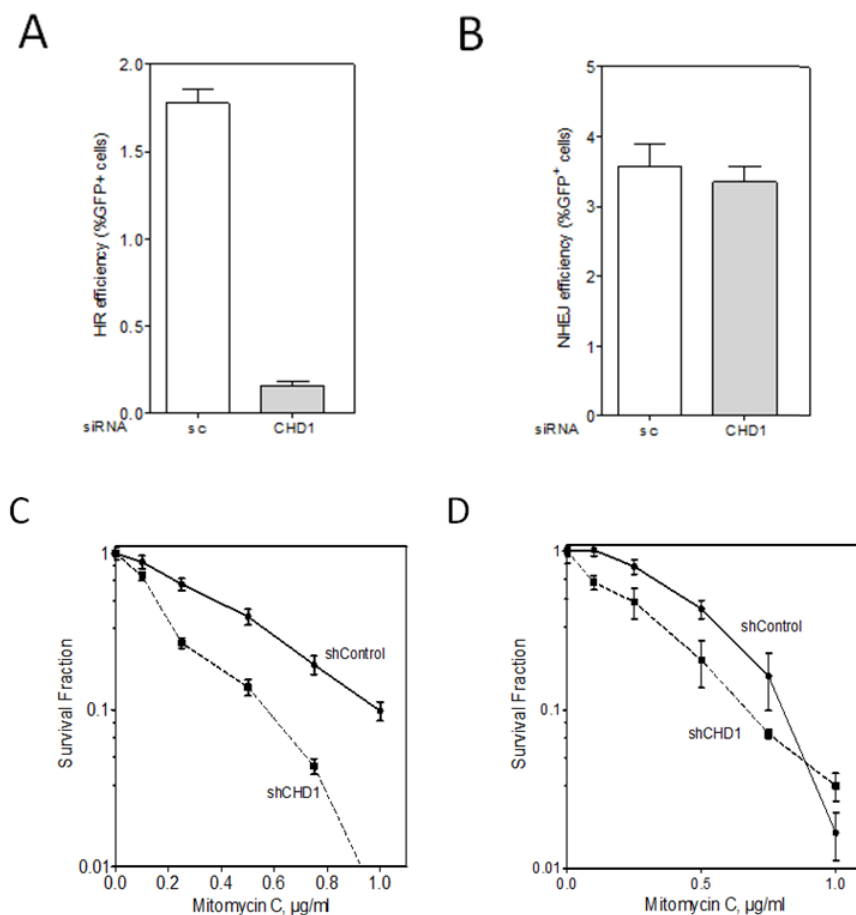 A
HR efficiency (%GFP+ cells)
2.0
1.5
1.0
0.5
0.0
siRNA sc CHD1
B
NHEJ efficiency (%GFP+ cells)
5
4
3
2
1
0
siRNA sc CHD1
C
Survival Fraction
1
0.1
0.01
shControl
shCHD1
0.0 0.2 0.4 0.6 0.8 1.0
Mitomycin C, µg/ml
D
Survival Fraction
1
0.1
0.01
shControl
shCHD1
0.0 0.5 1.0
Mitomycin C, µg/ml